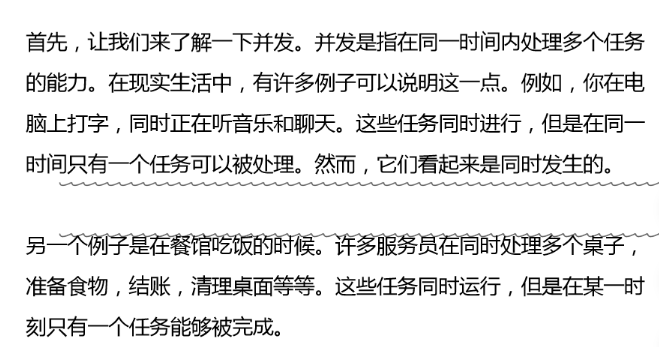 首先，让我们来了解一下并发。并发是指在同一时间内处理多个任务
的能力。在现实生活中，有许多例子可以说明这一点。例如，你在电
脑上打字，同时正在听音乐和聊天。这些任务同时进行，但是在同一
时间只有一个任务可以被处理。然而，它们看起来是同时发生的。
另一个例子是在餐馆吃饭的时候。许多服务员在同时处理多个桌子，
准备食物，结账，清理桌面等等。这些任务同时运行，但是在某一时
刻只有一个任务能够被完成。